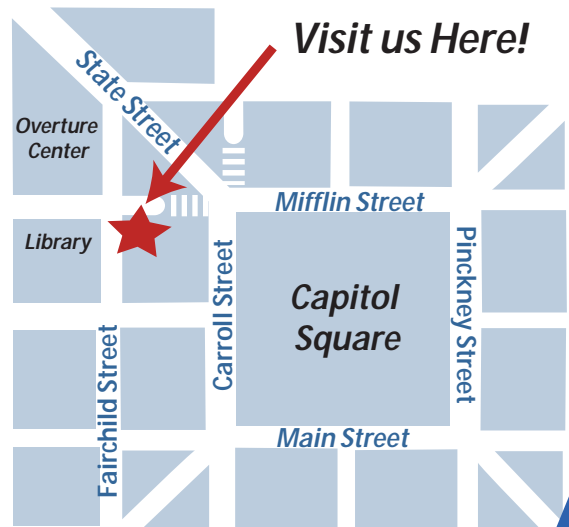 Visit us Here!
State Street
Overture
Center
Mifflin Street
Library
Carroll Street
Pinckney Street
Capitol
Square
Fairchild Street
Main Street